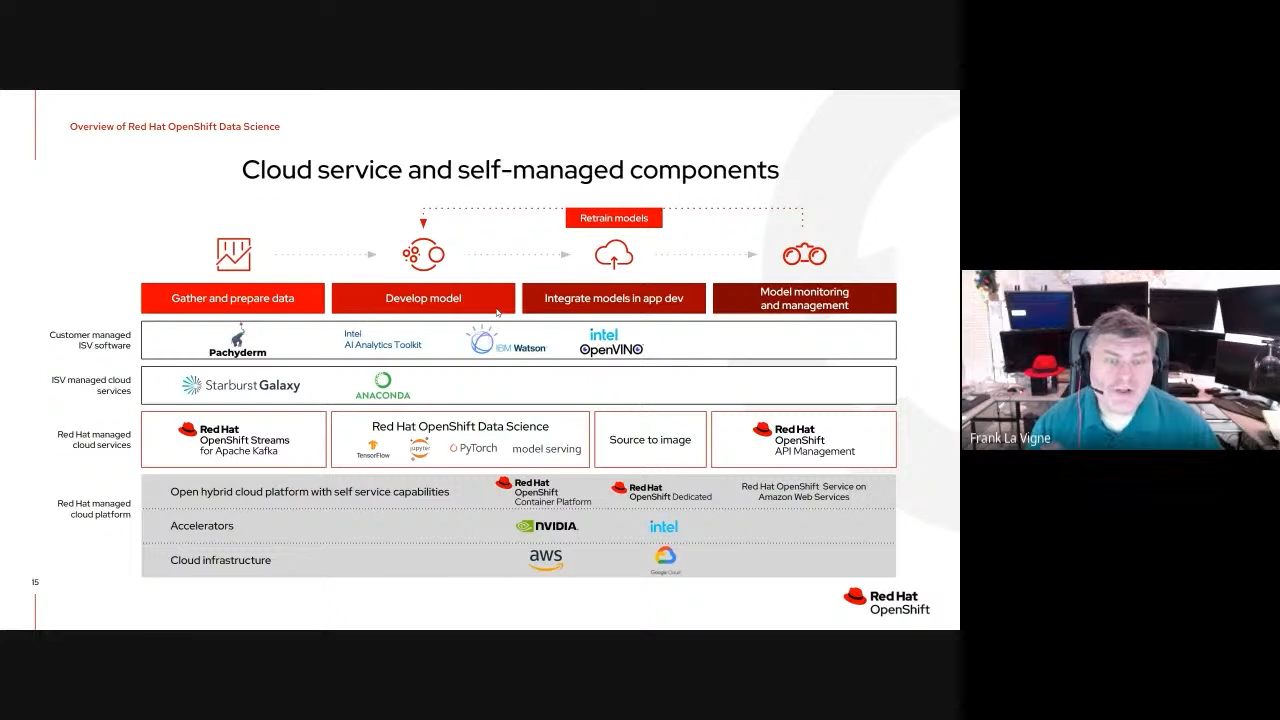 Overview of Red Hat OpenShift Data Science
Cloud service and self-managed components
Retrain models
Gather and prepare data
Develop model
Integrate models in app dev
Model monitoring
and management
Customer managed
ISV software
Pachyderm
Intel
AI Analytics Toolkit
IBM Watson
intel
OpenVINO
ISV managed cloud
services
Starburst Galaxy
ANACONDA
Red Hat managed
cloud services
Red Hat
OpenShift Streams
for Apache Kafka
Red Hat OpenShift Data Science
TensorFlow
jupyter
PyTorch
model serving
Source to image
Red Hat
OpenShift
API Management
Red Hat managed
cloud platform
Open hybrid cloud platform with self service capabilities
Red Hat
OpenShift
Container Platform
Red Hat
OpenShift Dedicated
Red Hat OpenShift Service on
Amazon Web Services
Accelerators
NVIDIA.
intel
Cloud infrastructure
aws
Google Cloud
15
Red Hat
OpenShift
Frank La Vigne